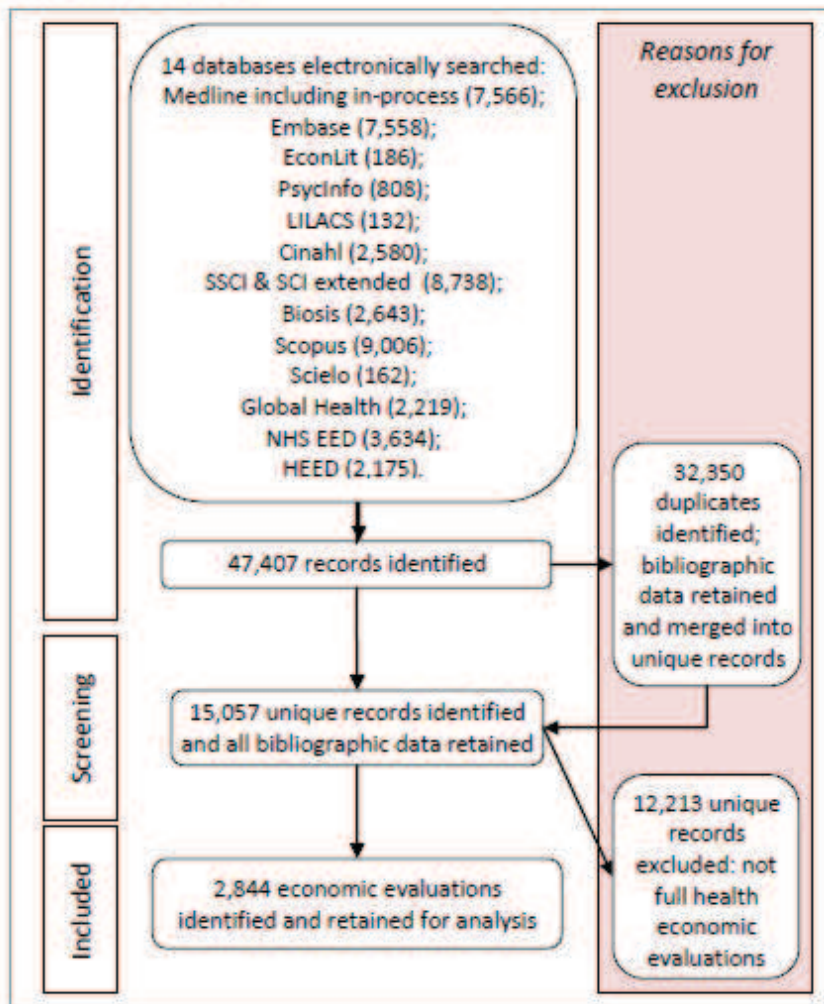 14 databases electronically searched:
Medline including in-process (7,566);
Embase (7,558);
EconLit (186);
PsycInfo (808);
LILACS (132);
Cinahl (2,580);
SSCI & SCI extended (8,738);
Biosis (2,643);
Scopus (9,006);
Scielo (162);
Global Health (2,219);
NHS EED (3,634);
HEED (2,175).
Reasons for
exclusion
Identification
47,407 records identified
32,350
duplicates
identified;
bibliographic
data retained
and merged into
unique records
Screening
15,057 unique records identified
and all bibliographic data retained
12,213 unique
records
excluded: not
full health
economic
evaluations
Included
2,844 economic evaluations
identified and retained for analysis